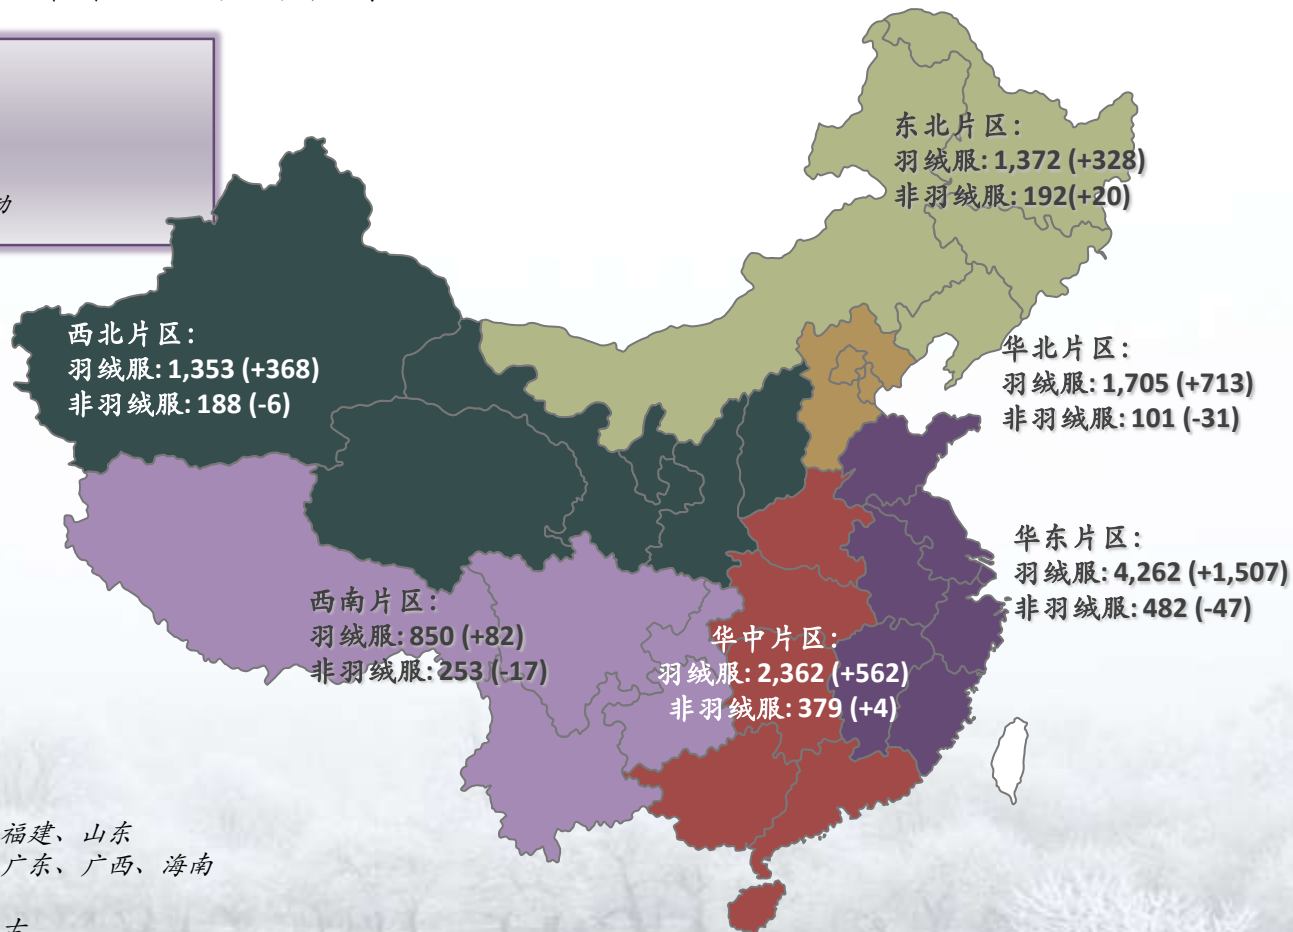 东北片区：
羽绒服: 1,372 (+328)
非羽绒服: 192(+20)
西北片区：
羽绒服: 1,353 (+368)
非羽绒服: 188 (-6)
华北片区：
羽绒服: 1,705 (+713)
非羽绒服: 101 (-31)
华东片区：
羽绒服: 4,262 (+1,507)
非羽绒服: 482 (-47)
西南片区：
羽绒服: 850 (+82)
非羽绒服: 253 (-17)
华中片区：
羽绒服: 2,362 (+562)
非羽绒服: 379 (+4)
福建、山东
广东、广西、海南